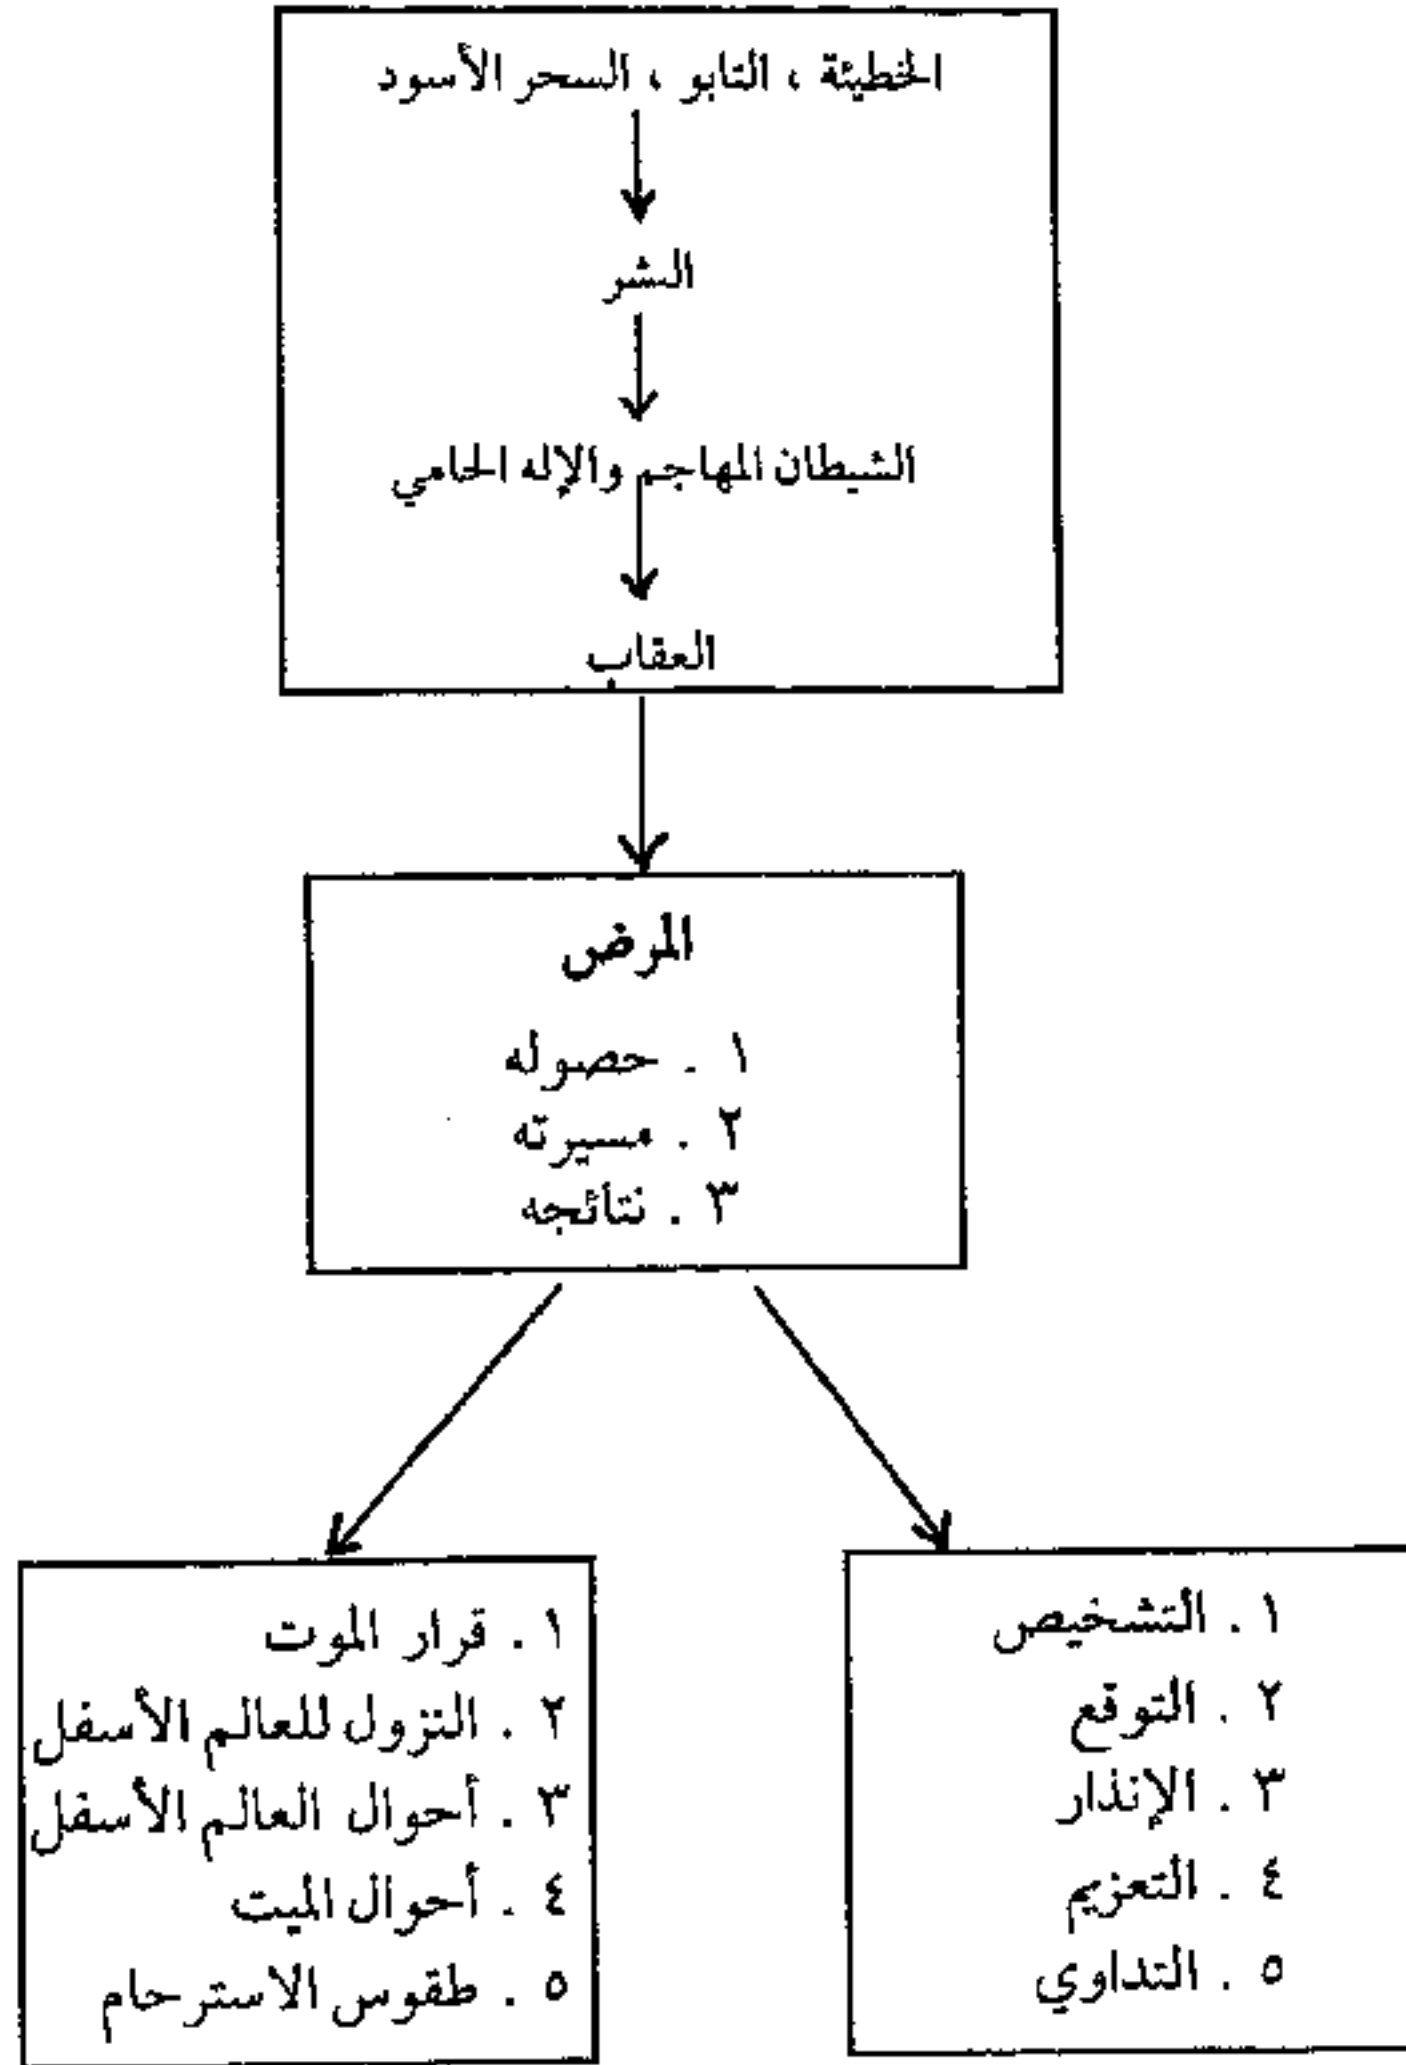 الخطيئة ، التابو ، السحر الأسود
الشر
الشيطان المهاجم والإله الحامي
العقاب
المرض
١ . حصوله
٢ . مسيرته
٣ . نتائجه
١ . التشخيص
٢ . التوقع
٣ . الإنذار
٤ . التعزيم
٥ . التداوي
١ . قرار الموت
٢ . النزول للعالم الأسفل
٣ . أحوال العالم الأسفل
٤ . أحوال الميت
٥ . طقوس الاسترحام